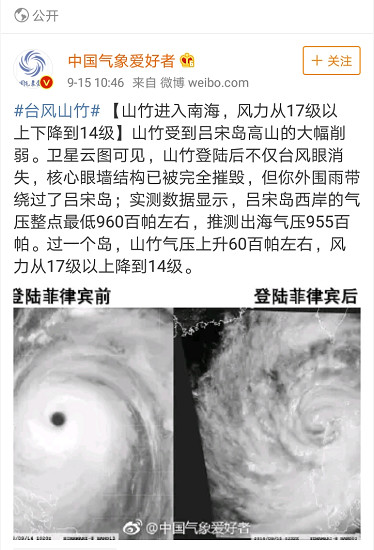 公开
中国气象爱好者
+ 关注
9-15 10:46 来自 微博 weibo.com
#台风山竹# 【山竹进入南海，风力从17级以
上下降到14级】山竹受到吕宋岛高山的大幅削
弱。卫星云图可见，山竹登陆后不仅台风眼消
失，核心眼墙结构已被完全摧毁，但你外围雨带
绕过了吕宋岛；实测数据显示，吕宋岛西岸的气
压整点最低960百帕左右，推测出海气压955百
帕。过一个岛，山竹气压上升60百帕左右，风
力从17级以上降到14级。
登陆菲律宾前
登陆菲律宾后
@中国气象爱好者